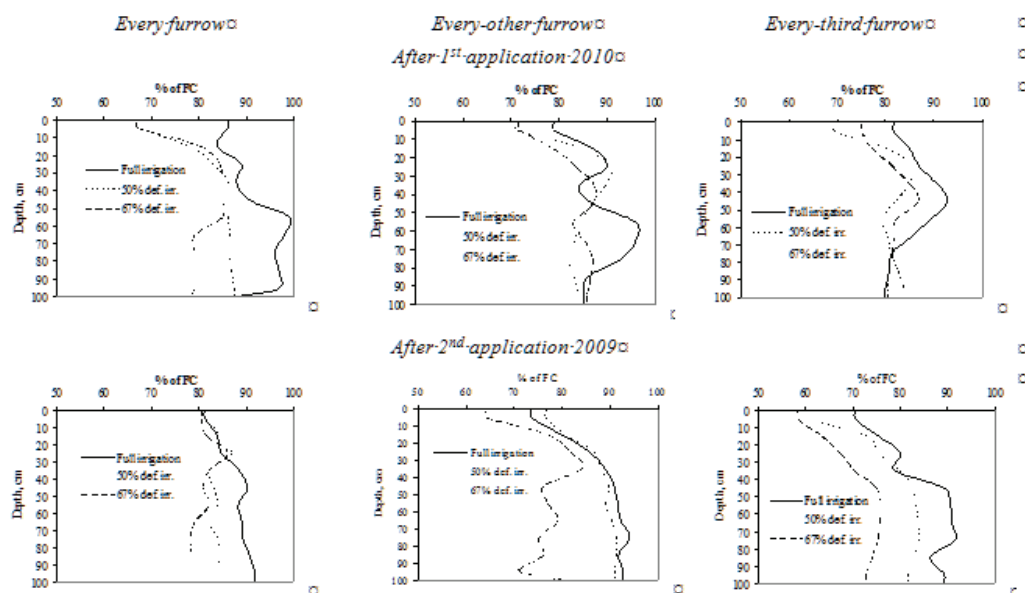 Every·furrow¤ Every-other·furrow¤ Every-third·furrow¤ ¤
After·1st·application·2010¤ ¤
¤
% of FC % of FC % of FC
50 60 70 80 90 100 50 60 70 80 90 100 50 60 70 80 90 100
0 0 0
10 10 10
20 20 20
30 30 30
40 40 40
50 50 50
60 60 60
70 70 70
80 80 80
90 90 90
100 100 100
Depth, cm Depth, cm Depth, cm
Full irrigation Full irrigation Full irrigation
50% def. irr. 50% def. irr. 50% def. irr.
67% def. irr. 67% def. irr. 67% def. irr.
¤ ¤ ¤
After·2nd·application·2009¤ ¤
¤
% of FC % of FC % of FC
50 60 70 80 90 100 50 60 70 80 90 100 50 60 70 80 90 100
0 0 0
10 10 10
20 20 20
30 30 30
40 40 40
50 50 50
60 60 60
70 70 70
80 80 80
90 90 90
100 100 100
Depth, cm Depth, cm Depth, cm
Full irrigation Full irrigation Full irrigation
50% def. irr. 50% def. irr. 50% def. irr.
67% def. irr. 67% def. irr. 67% def. irr.
¤ ¤ ¤